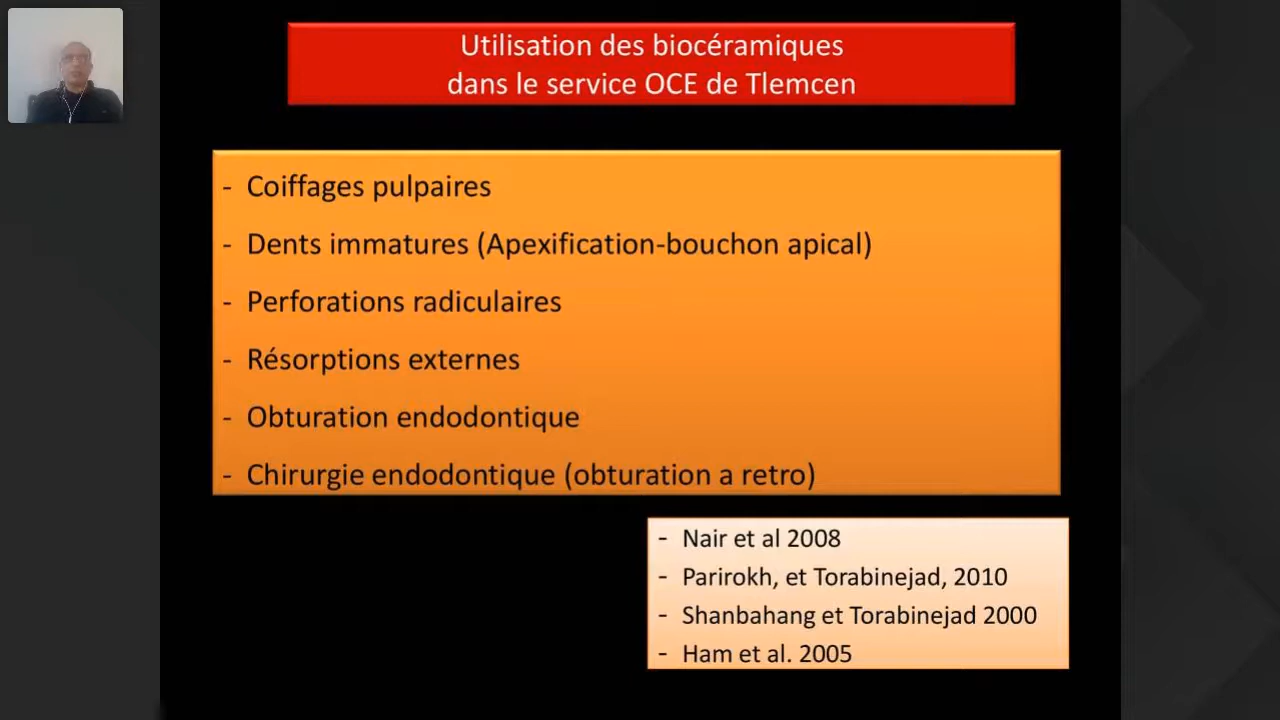 Utilisation des biocéramiques
dans le service OCE de Tlemcen
- Coiffages pulpaires
- Dents immatures (Apexification-bouchon apical)
- Perforations radiculaires
- Résorptions externes
- Obturation endodontique
- Chirurgie endodontique (obturation a retro)
- Nair et al 2008
- Parirokh, et Torabinejad, 2010
- Shanbahang et Torabinejad 2000
- Ham et al. 2005